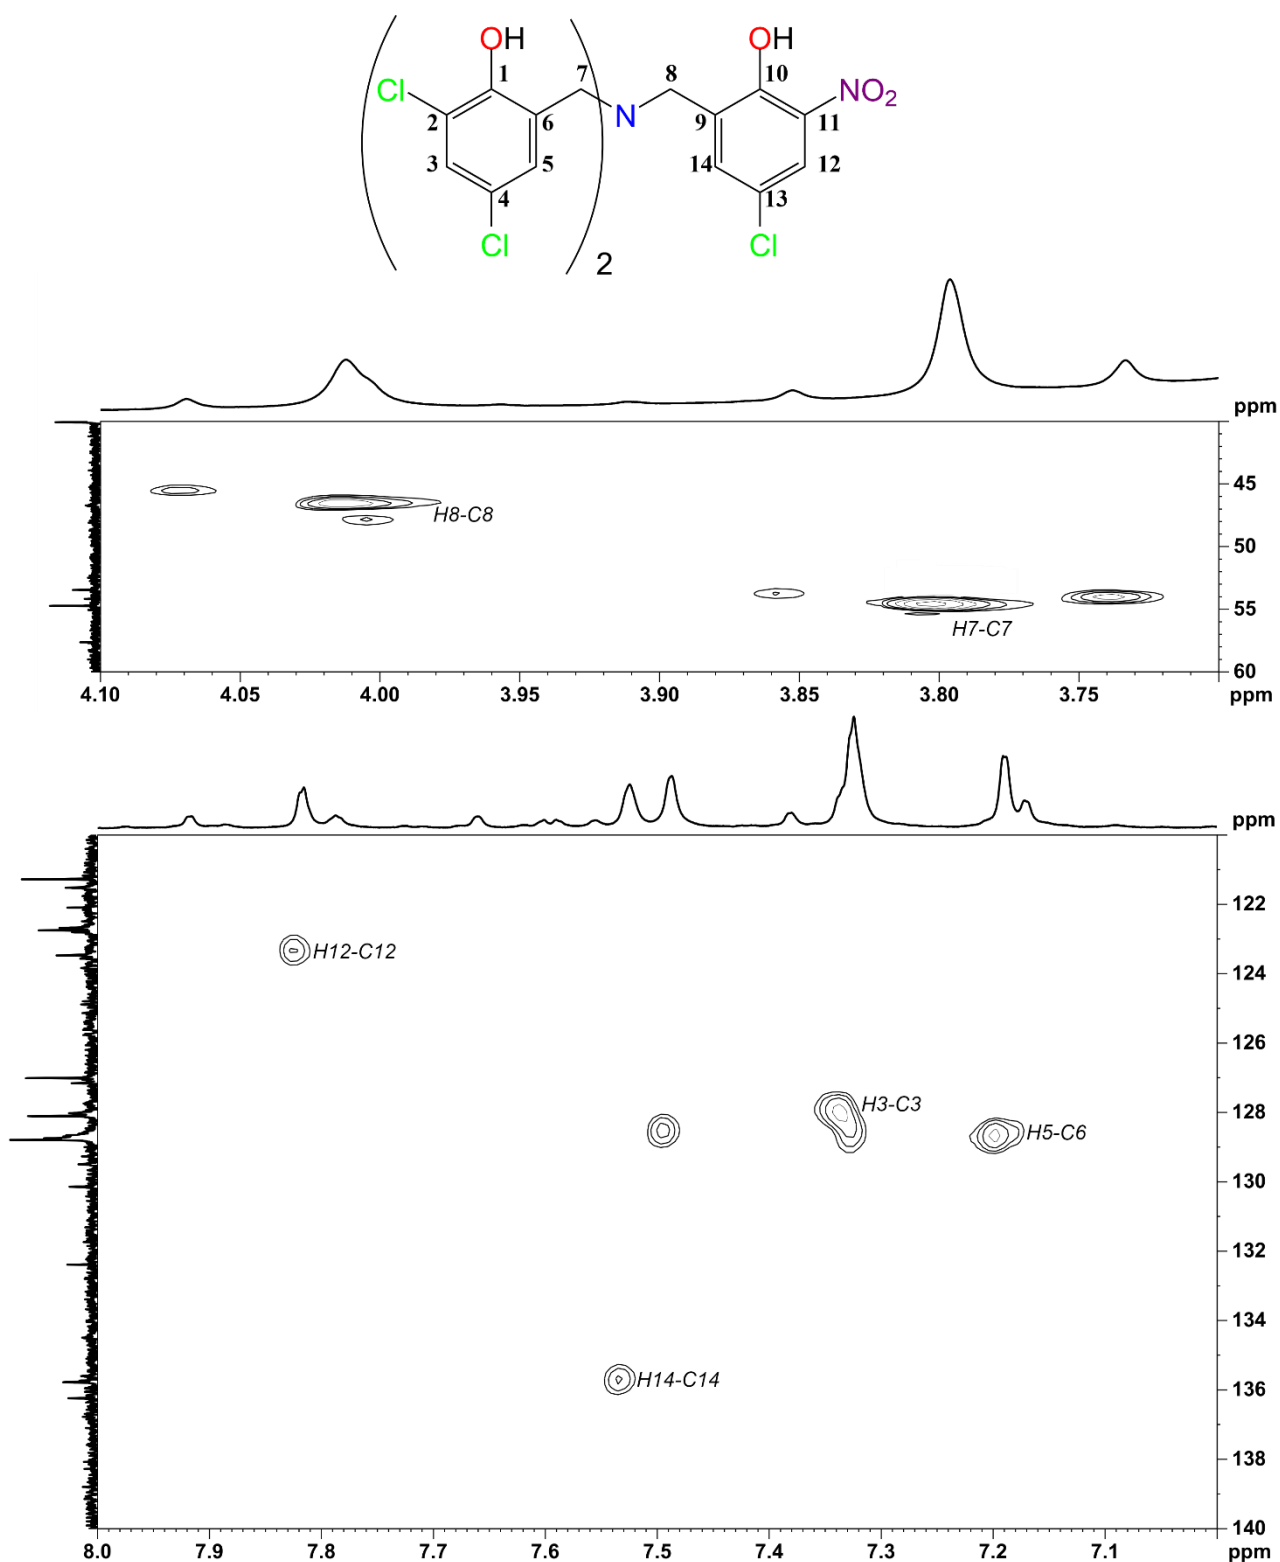 OH OH
1 7 8 10
Cl NO₂
2 6 N 9 11
3 5 14 12
4 13
Cl Cl
2
ppm
45
H8-C8
50
55
H7-C7
60
4.10 4.05 4.00 3.95 3.90 3.85 3.80 3.75 ppm
ppm
122
H12-C12
124
126
H3-C3
128
H5-C6
130
132
134
H14-C14
136
138
140
8.0 7.9 7.8 7.7 7.6 7.5 7.4 7.3 7.2 7.1 ppm